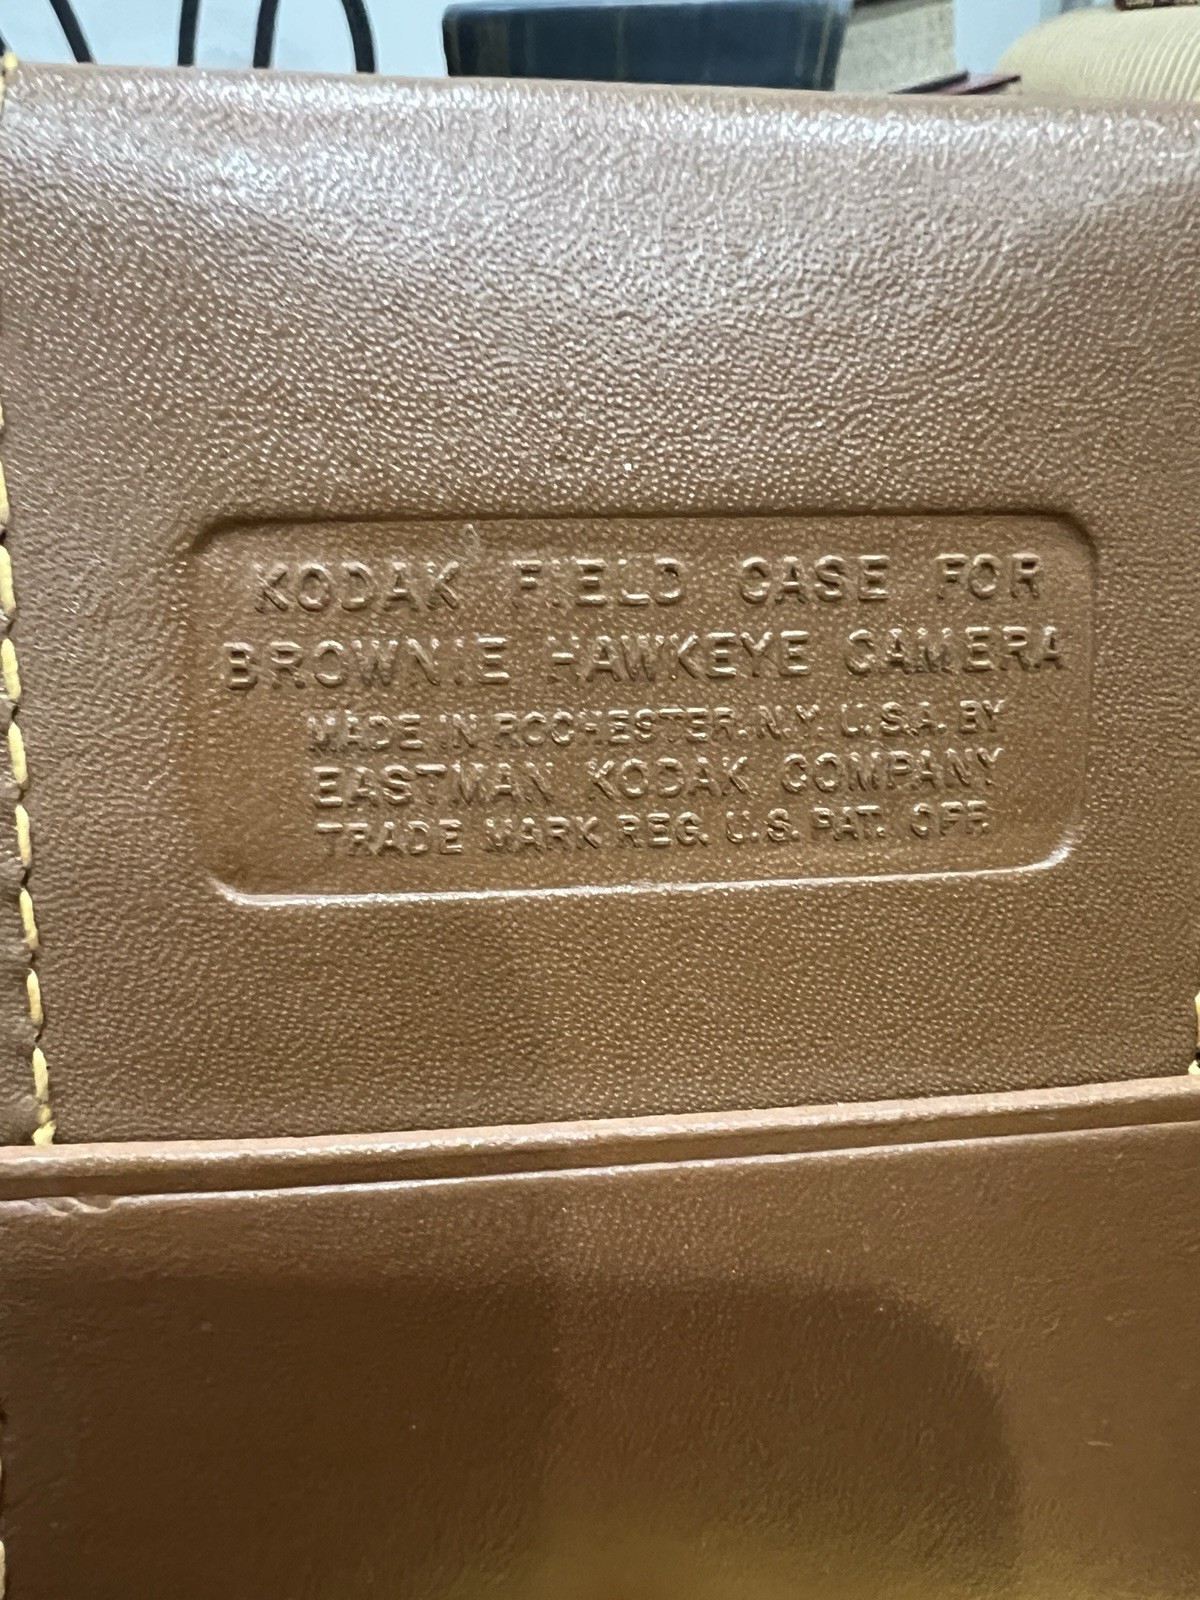 KODAK FIELD CASE FOR
BROWNIE HAWKEYE CAMERA
MADE IN ROCHESTER, N.Y. U.S.A. BY
EASTMAN KODAK COMPANY
TRADE MARK REG. U.S. PAT. OFF.